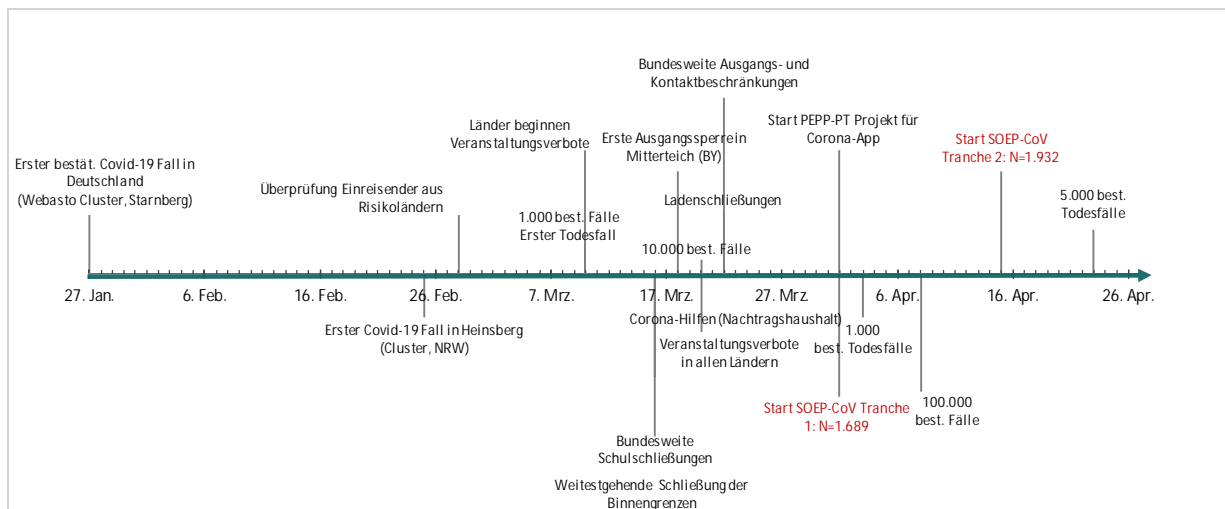 Bundesweite Ausgangs- und
Kontaktbeschränkungen
Länder beginnen
Veranstaltungsverbote
Erste Ausgangssperre in
Mitterteich (BY)
Start PEPP-PT Projekt für
Corona-App
Start SOEP-CoV
Tranche 2: N=1.932
Erster bestät. Covid-19 Fall in
Deutschland
(Webasto Cluster, Starnberg)
Überprüfung Einreisender aus
Risikoländern
Ladenschließungen
5.000 best.
Todesfälle
1.000 best. Fälle
Erster Todesfall
10.000 best. Fälle
27. Jan.
6. Feb.
16. Feb.
26. Feb.
7. Mrz.
17. Mrz.
27. Mrz.
6. Apr.
16. Apr.
26. Apr.
Erster Covid-19 Fall in Heinsberg
(Cluster, NRW)
Corona-Hilfen (Nachtragshaushalt)
Veranstaltungsverbote
in allen Ländern
1.000
best. Todesfälle
Start SOEP-CoV Tranche
1: N=1.689
100.000
best. Fälle
Bundesweite
Schulschließungen
Weitestgehende Schließung der
Binnengrenzen